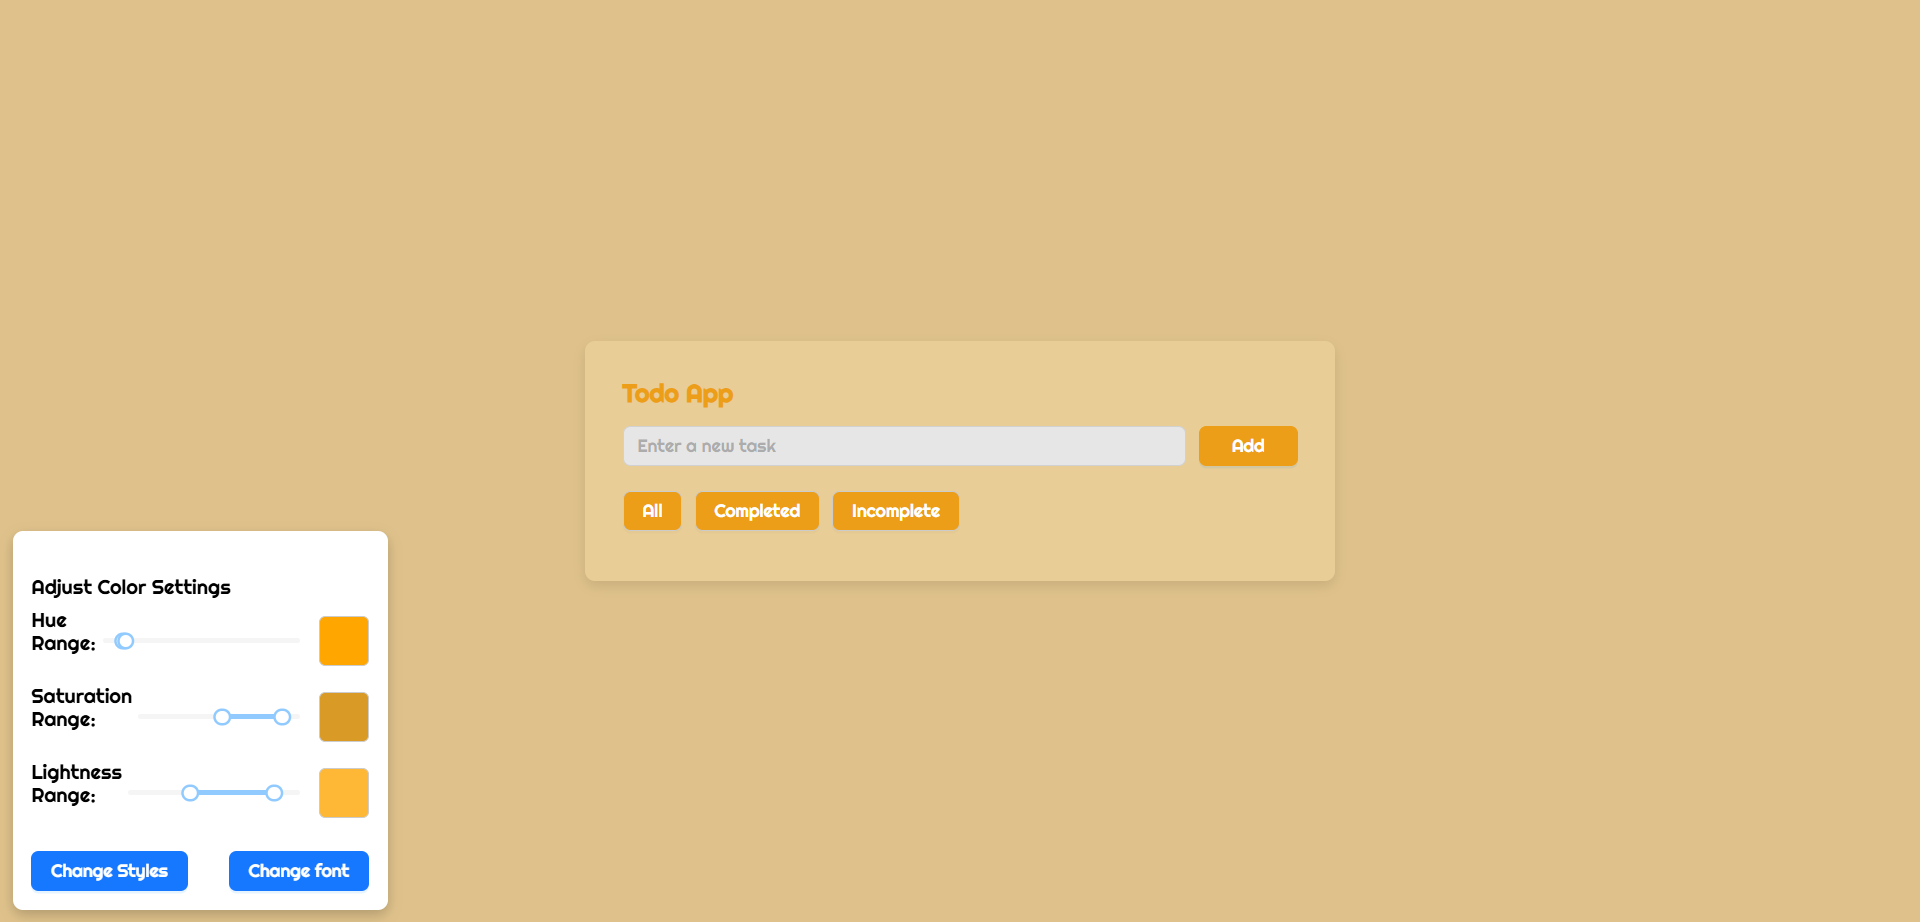 Todo App
Enter a new task
Add
All
Completed
Incomplete
Adjust Color Settings
Hue
Range:
Saturation
Range:
Lightness
Range:
Change Styles
Change font